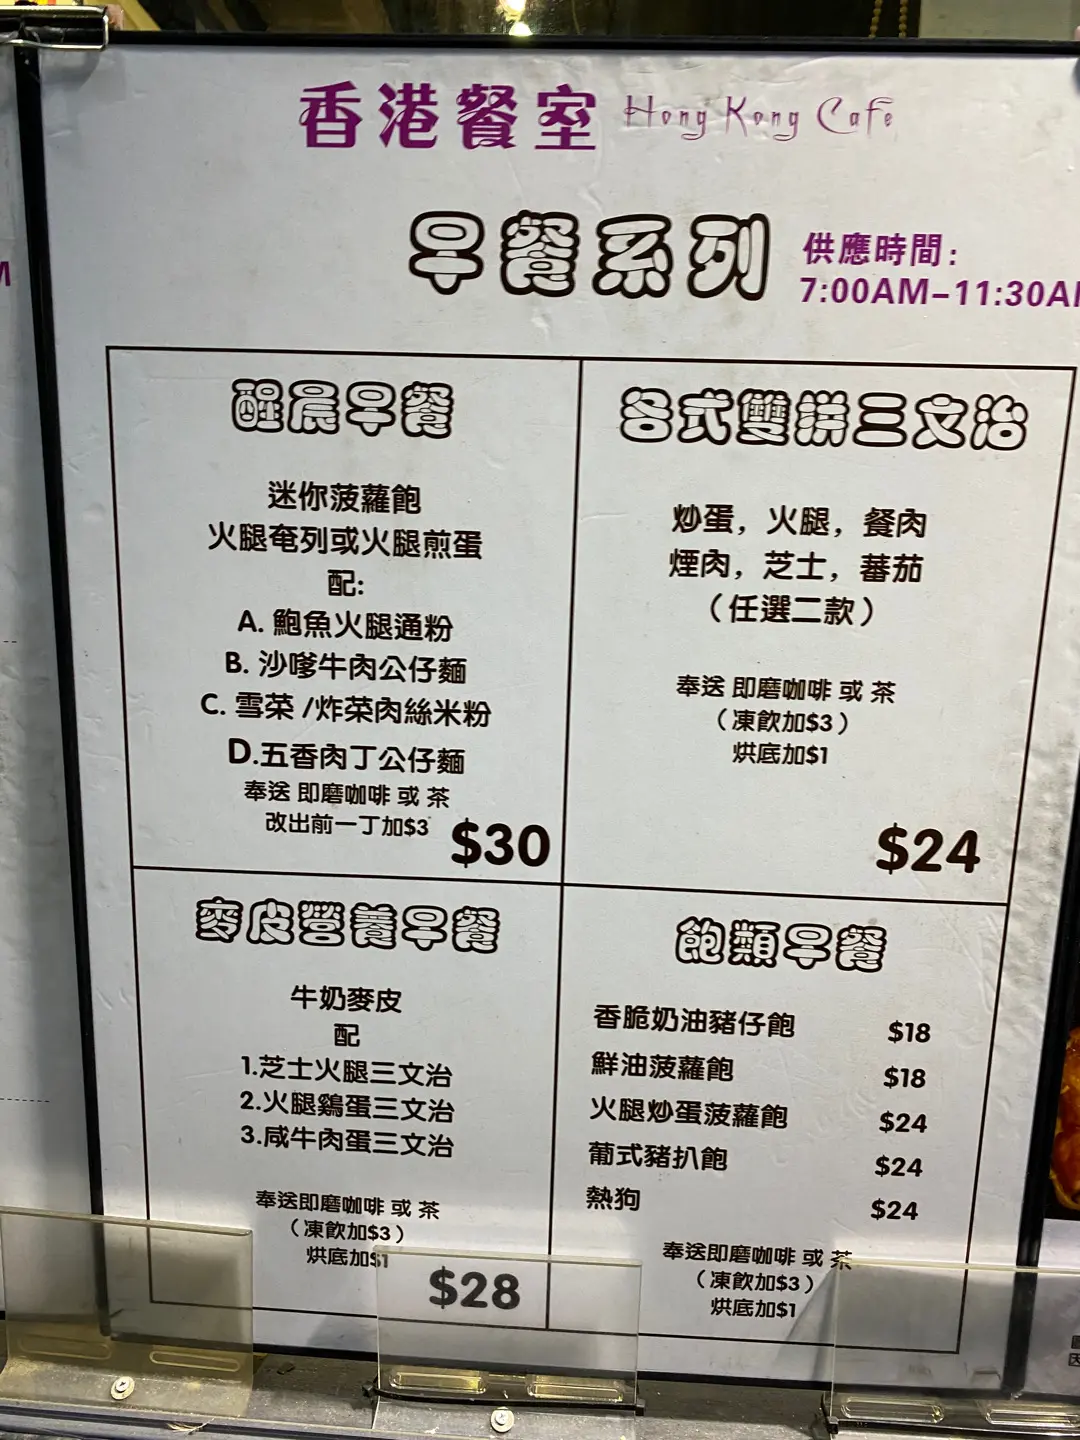 香港餐室 Hong Kong Cafe
早餐系列
供應時間：
7:00AM-11:30A
醒晨早餐
迷你菠蘿飽
火腿奄列或火腿煎蛋
配:
A. 鮑魚火腿通粉
B. 沙嗲牛肉公仔麵
C. 雪菜 /炸菜肉絲米粉
D.五香肉丁公仔麵
奉送 即磨咖啡 或 茶
改出前一丁加$3
$30
各式雙拼三文治
炒蛋，火腿，餐肉
煙肉，芝士，蕃茄
（任選二款）
奉送 即磨咖啡 或 茶
（凍飲加$3）
烘底加$1
$24
麥皮營養早餐
牛奶麥皮
配
1.芝士火腿三文治
2.火腿鷄蛋三文治
3.咸牛肉蛋三文治
奉送即磨咖啡 或 茶
（凍飲加$3）
烘底加$1
$28
飽類早餐
香脆奶油豬仔飽 $18
鮮油菠蘿飽 $18
火腿炒蛋菠蘿飽 $24
葡式豬扒飽 $24
熱狗 $24
奉送即磨咖啡 或 茶
（凍飲加$3）
烘底加$1